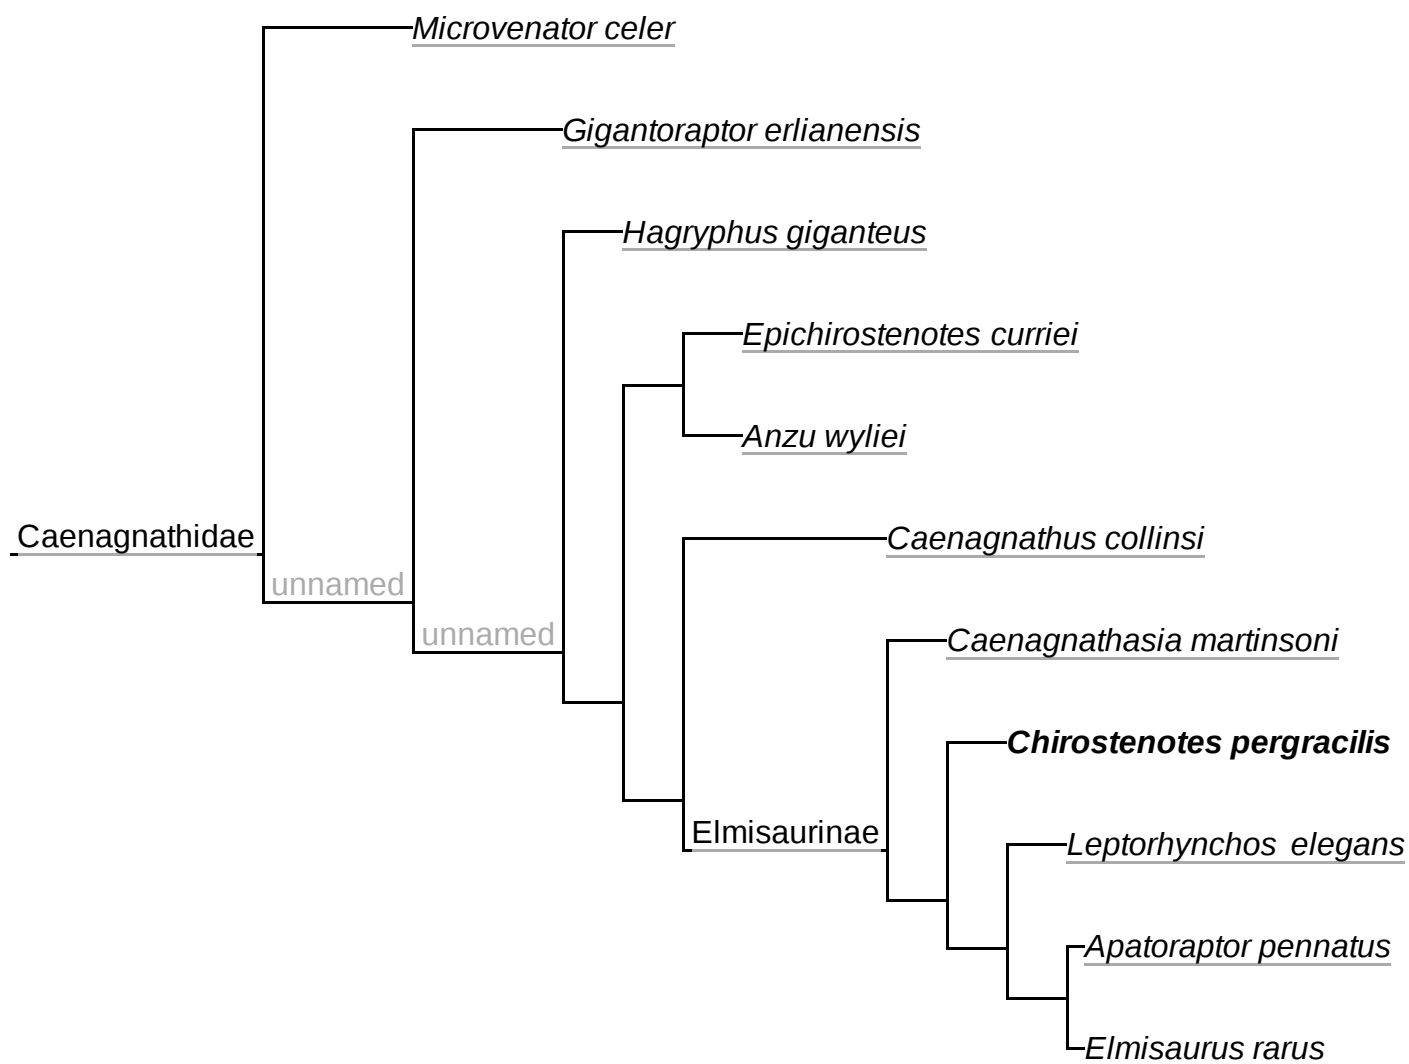 Microvenator celer
Gigantoraptor erlianensis
Hagryphus giganteus
Epichirostenotes curriei
Anzu wyliei
Caenagnathidae
Caenagnathus collinsi
unnamed
unnamed
Caenagnathasia martinsoni
Chirostenotes pergracilis
Elmisaurinae
Leptorhynchos elegans
Apatoraptor pennatus
Elmisaurus rarus